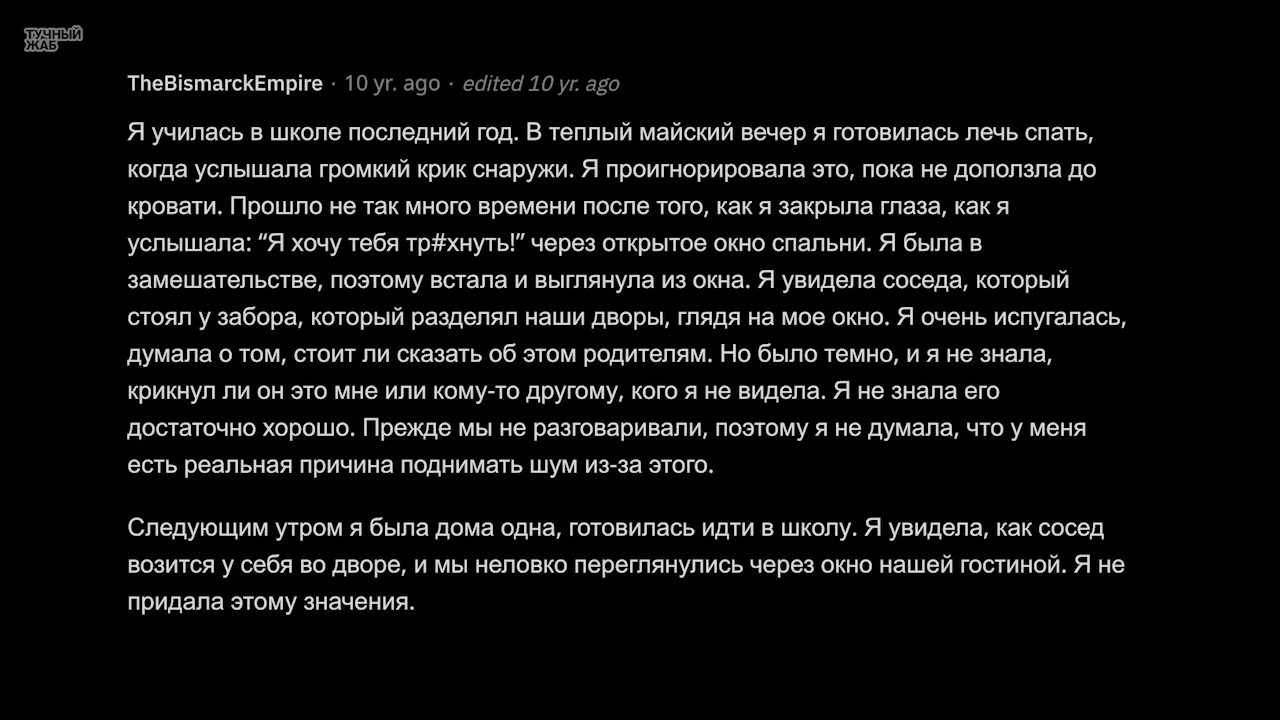 ТУЧНЫЙ
ЖАБ
TheBismarckEmpire · 10 yr. ago · edited 10 yr. ago
Я училась в школе последний год. В теплый майский вечер я готовилась лечь спать,
когда услышала громкий крик снаружи. Я проигнорировала это, пока не доползла до
кровати. Прошло не так много времени после того, как я закрыла глаза, как я
услышала: “Я хочу тебя тр#хнуть!” через открытое окно спальни. Я была в
замешательстве, поэтому встала и выглянула из окна. Я увидела соседа, который
стоял у забора, который разделял наши дворы, глядя на мое окно. Я очень испугалась,
думала о том, стоит ли сказать об этом родителям. Но было темно, и я не знала,
крикнул ли он это мне или кому-то другому, кого я не видела. Я не знала его
достаточно хорошо. Прежде мы не разговаривали, поэтому я не думала, что у меня
есть реальная причина поднимать шум из-за этого.
Следующим утром я была дома одна, готовилась идти в школу. Я увидела, как сосед
возится у себя во дворе, и мы неловко переглянулись через окно нашей гостиной. Я не
придала этому значения.